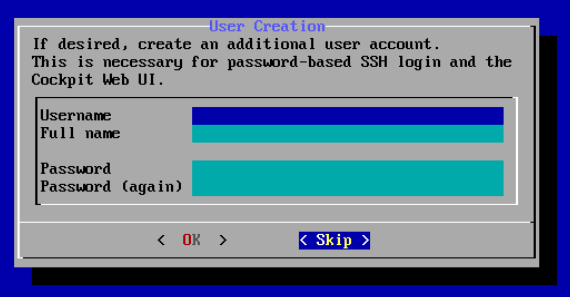 User Creation
If desired, create an additional user account.
This is necessary for password-based SSH login and the
Cockpit Web UI.
Username
Full name
Password
Password (again)
< OK > < Skip >